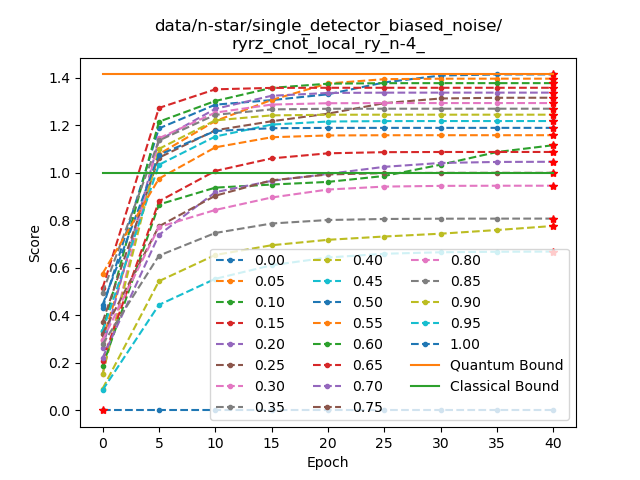 data/n-star/single_detector_biased_noise/
ryrz_cnot_local_ry_n-4_
Score
1.4
1.2
1.0
0.8
0.6
0.4
0.2
0.0
0.00 0.40 0.80
0.05 0.45 0.85
0.10 0.50 0.90
0.15 0.55 0.95
0.20 0.60 1.00
0.25 0.65 Quantum Bound
0.30 0.70 Classical Bound
0.35 0.75
0 5 10 15 20 25 30 35 40
Epoch